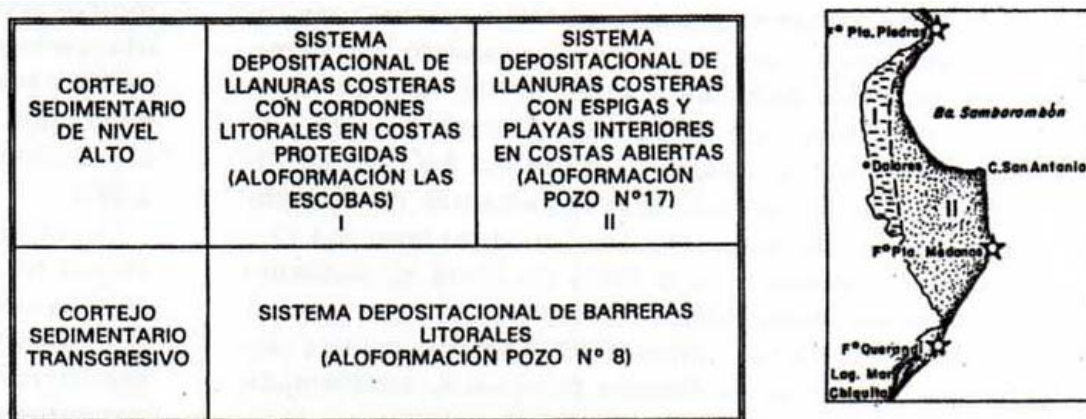 CORTEJO
SEDIMENTARIO
DE NIVEL
ALTO
SISTEMA
DEPOSITACIONAL DE
LLANURAS COSTERAS
CON CORDONES
LITORALES EN COSTAS
PROTEGIDAS
(ALOFORMACIÓN LAS
ESCOBAS)
I
SISTEMA
DEPOSITACIONAL DE
LLANURAS COSTERAS
CON ESPIGAS Y
PLAYAS INTERIORES
EN COSTAS ABIERTAS
(ALOFORMACIÓN
POZO N°17)
II
CORTEJO
SEDIMENTARIO
TRANSGRESIVO
SISTEMA DEPOSITACIONAL DE BARRERAS
LITORALES
(ALOFORMACIÓN POZO N° 8)
F° Pta. Piedras
I
Ba. Samborombón
Dolores
C. San Antonio
II
F° Pta. Médanos
F° Querandí
Lag. Mar
Chiquita